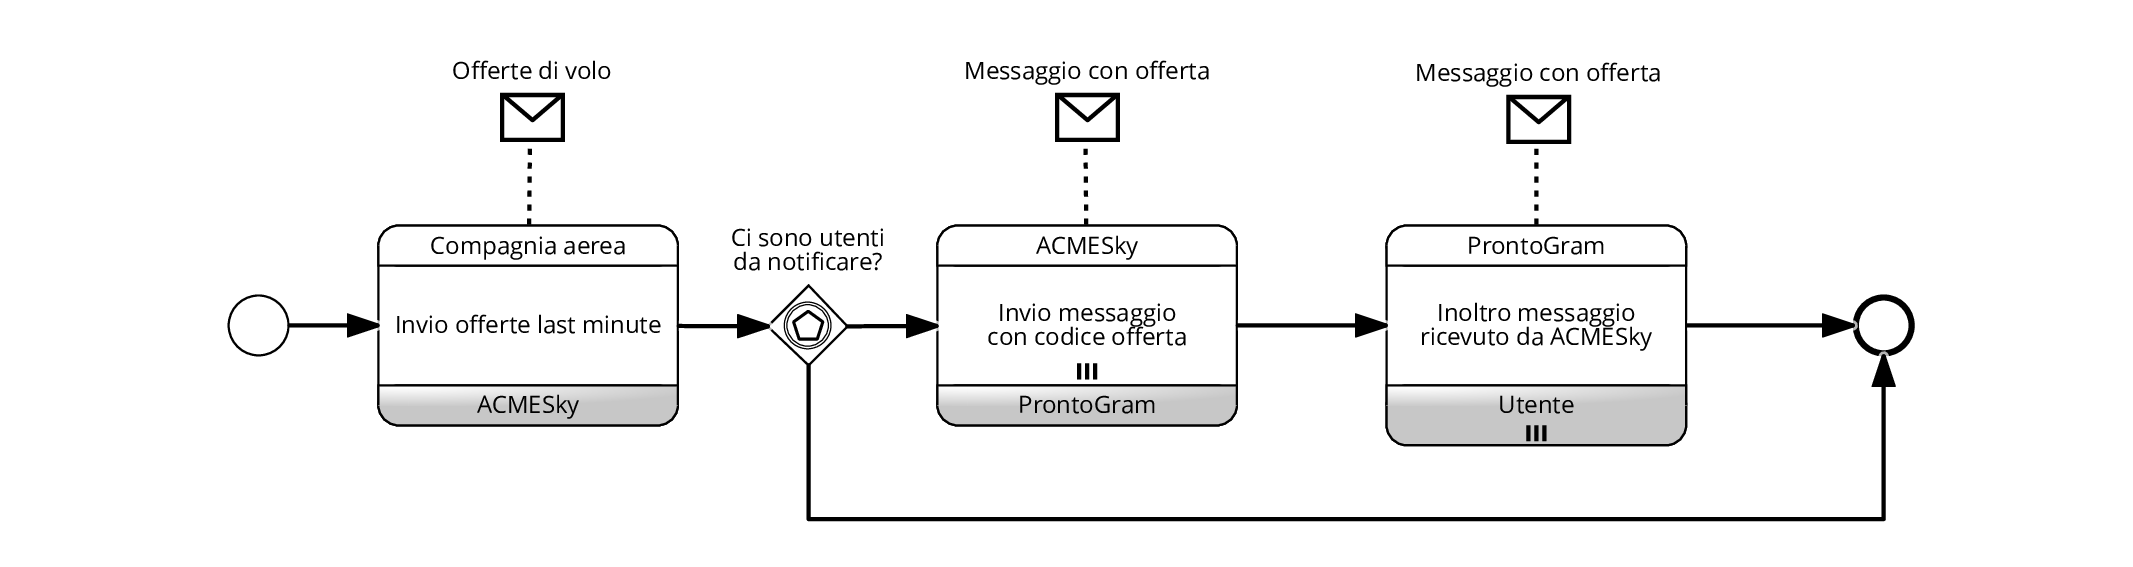 Offerte di volo
Messaggio con offerta
Messaggio con offerta
Compagnia aerea
Invio offerte last minute
ACMESky
Ci sono utenti
da notificare?
ACMESky
Invio messaggio
con codice offerta
ProntoGram
ProntoGram
Inoltro messaggio
ricevuto da ACMESky
Utente